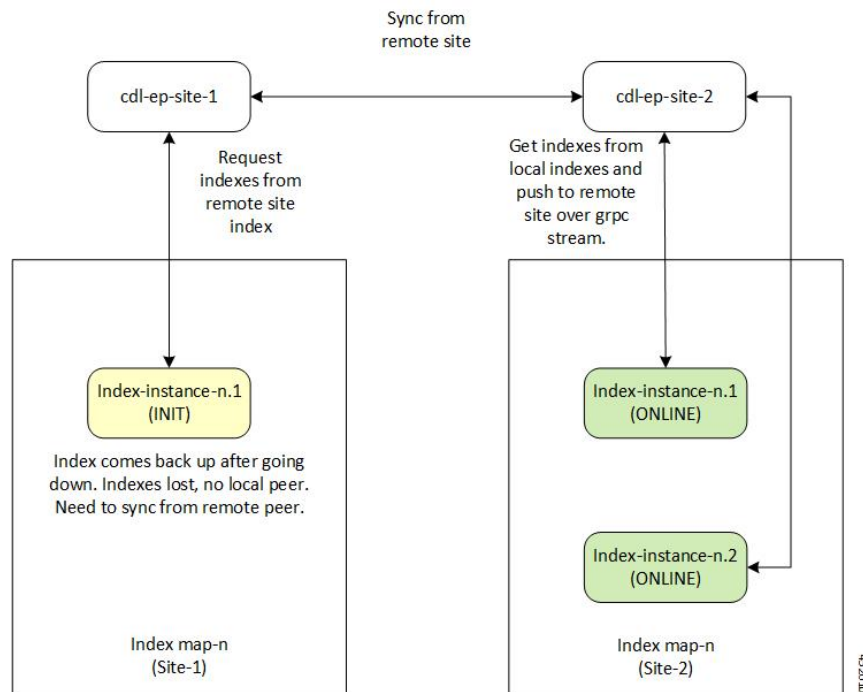 Sync from
remote site
cdl-ep-site-1
cdl-ep-site-2
Request
indexes from
remote site
index
Get indexes from
local indexes and
push to remote
site over grpc
stream.
Index-instance-n.1
(INIT)
Index-instance-n.1
(ONLINE)
Index comes back up after going
down. Indexes lost, no local peer.
Need to sync from remote peer.
Index-instance-n.2
(ONLINE)
Index map-n
(Site-1)
Index map-n
(Site-2)